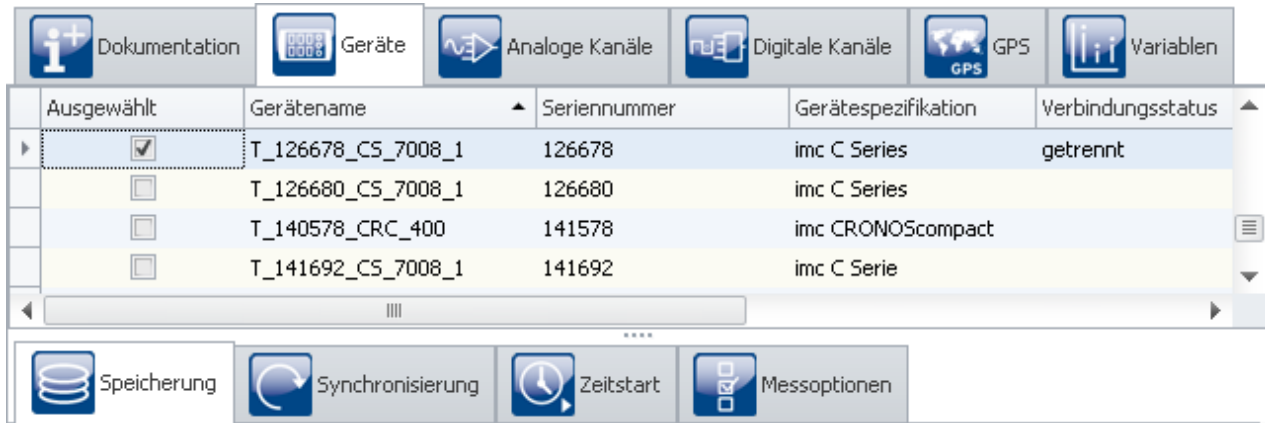 Dokumentation Geräte Analoge Kanäle Digitale Kanäle GPS GPS Variablen
Ausgewählt Gerätename Seriennummer Gerätespezifikation Verbindungsstatus
T_126678_CS_7008_1 126678 imc C Series getrennt
T_126680_CS_7008_1 126680 imc C Series
T_140578_CRC_400 141578 imc CRONOScompact
T_141692_CS_7008_1 141692 imc C Serie
Speicherung Synchronisierung Zeitstart Messoptionen